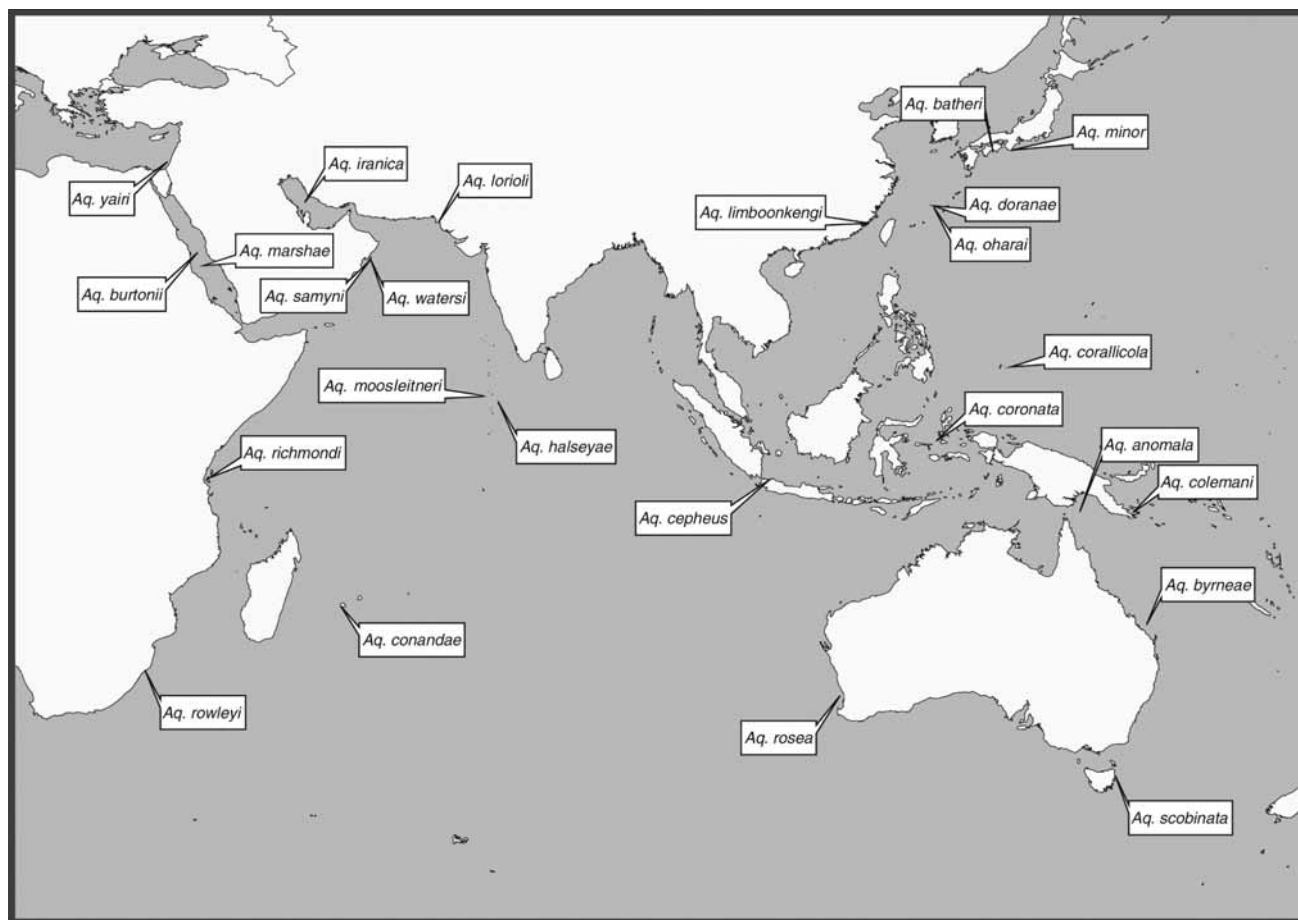 Aq. batheri
Aq. minor
Aq. iranica
Aq. lorioli
Aq. yairi
Aq. limboonkengi
Aq. doranae
Aq. oharai
Aq. marshae
Aq. burtonii
Aq. samyni
Aq. watersi
Aq. corallicola
Aq. moosleitneri
Aq. coronata
Aq. halseyae
Aq. anomala
Aq. richmondi
Aq. colemani
Aq. cepheus
Aq. byrneae
Aq. conandae
Aq. rowleyi
Aq. rosea
Aq. scobinata